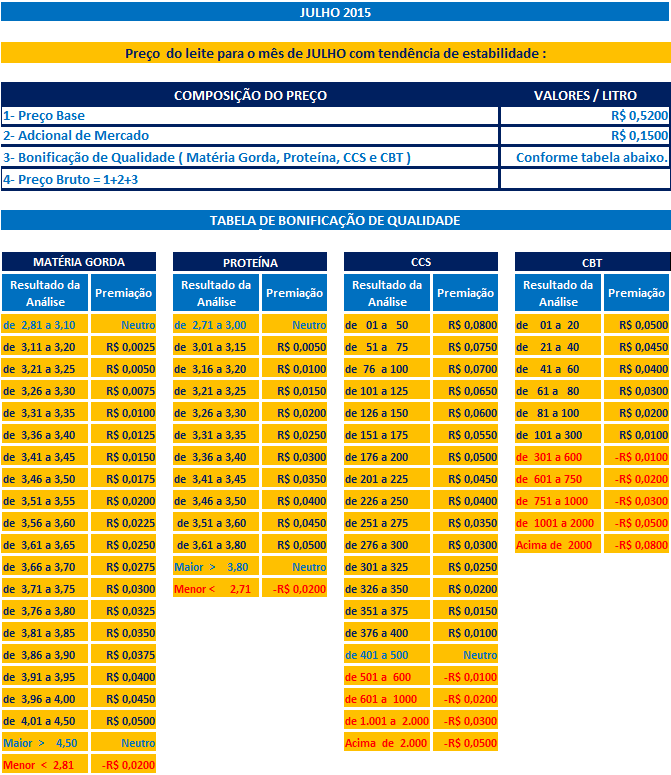 JULHO 2015
Preço do leite para o mês de JULHO com tendência de estabilidade :
COMPOSIÇÃO DO PREÇO VALORES / LITRO
1- Preço Base R$ 0,5200
2- Adcional de Mercado R$ 0,1500
3- Bonificação de Qualidade ( Matéria Gorda, Proteína, CCS e CBT ) Conforme tabela abaixo.
4- Preço Bruto = 1+2+3
TABELA DE BONIFICAÇÃO DE QUALIDADE
MATÉRIA GORDA
Resultado da Análise Premiação
de 2,81 a 3,10 Neutro
de 3,11 a 3,20 R$ 0,0025
de 3,21 a 3,25 R$ 0,0050
de 3,26 a 3,30 R$ 0,0075
de 3,31 a 3,35 R$ 0,0100
de 3,36 a 3,40 R$ 0,0125
de 3,41 a 3,45 R$ 0,0150
de 3,46 a 3,50 R$ 0,0175
de 3,51 a 3,55 R$ 0,0200
de 3,56 a 3,60 R$ 0,0225
de 3,61 a 3,65 R$ 0,0250
de 3,66 a 3,70 R$ 0,0275
de 3,71 a 3,75 R$ 0,0300
de 3,76 a 3,80 R$ 0,0325
de 3,81 a 3,85 R$ 0,0350
de 3,86 a 3,90 R$ 0,0375
de 3,91 a 3,95 R$ 0,0400
de 3,96 a 4,00 R$ 0,0450
de 4,01 a 4,50 R$ 0,0500
Maior > 4,50 Neutro
Menor < 2,81 -R$ 0,0200
PROTEÍNA
Resultado da Análise Premiação
de 2,71 a 3,00 Neutro
de 3,01 a 3,15 R$ 0,0050
de 3,16 a 3,20 R$ 0,0100
de 3,21 a 3,25 R$ 0,0150
de 3,26 a 3,30 R$ 0,0200
de 3,31 a 3,35 R$ 0,0250
de 3,36 a 3,40 R$ 0,0300
de 3,41 a 3,45 R$ 0,0350
de 3,46 a 3,50 R$ 0,0400
de 3,51 a 3,60 R$ 0,0450
de 3,61 a 3,80 R$ 0,0500
Maior > 3,80 Neutro
Menor < 2,71 -R$ 0,0200
CCS
Resultado da Análise Premiação
de 01 a 50 R$ 0,0800
de 51 a 75 R$ 0,0750
de 76 a 100 R$ 0,0700
de 101 a 125 R$ 0,0650
de 126 a 150 R$ 0,0600
de 151 a 175 R$ 0,0550
de 176 a 200 R$ 0,0500
de 201 a 225 R$ 0,0450
de 226 a 250 R$ 0,0400
de 251 a 275 R$ 0,0350
de 276 a 300 R$ 0,0300
de 301 a 325 R$ 0,0250
de 326 a 350 R$ 0,0200
de 351 a 375 R$ 0,0150
de 376 a 400 R$ 0,0100
de 401 a 500 Neutro
de 501 a 600 -R$ 0,0100
de 601 a 1000 -R$ 0,0200
de 1.001 a 2.000 -R$ 0,0300
Acima de 2.000 -R$ 0,0500
CBT
Resultado da Análise Premiação
de 01 a 20 R$ 0,0500
de 21 a 40 R$ 0,0450
de 41 a 60 R$ 0,0400
de 61 a 80 R$ 0,0300
de 81 a 100 R$ 0,0200
de 101 a 300 R$ 0,0100
de 301 a 600 -R$ 0,0100
de 601 a 750 -R$ 0,0200
de 751 a 1000 -R$ 0,0300
de 1001 a 2000 -R$ 0,0500
Acima de 2000 -R$ 0,0800